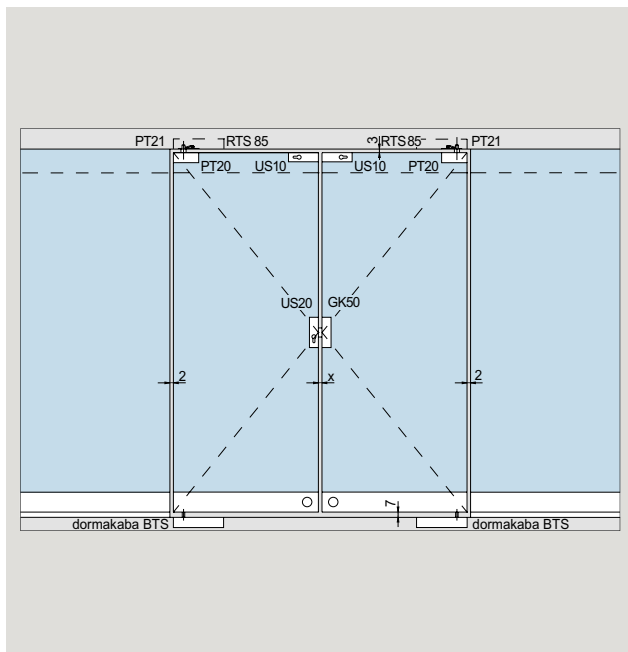 PT21 RTS 85 3 RTS 85 PT21
PT20 US10 US10 PT20
US20 GK50
2 x 2
7
dormakaba BTS dormakaba BTS